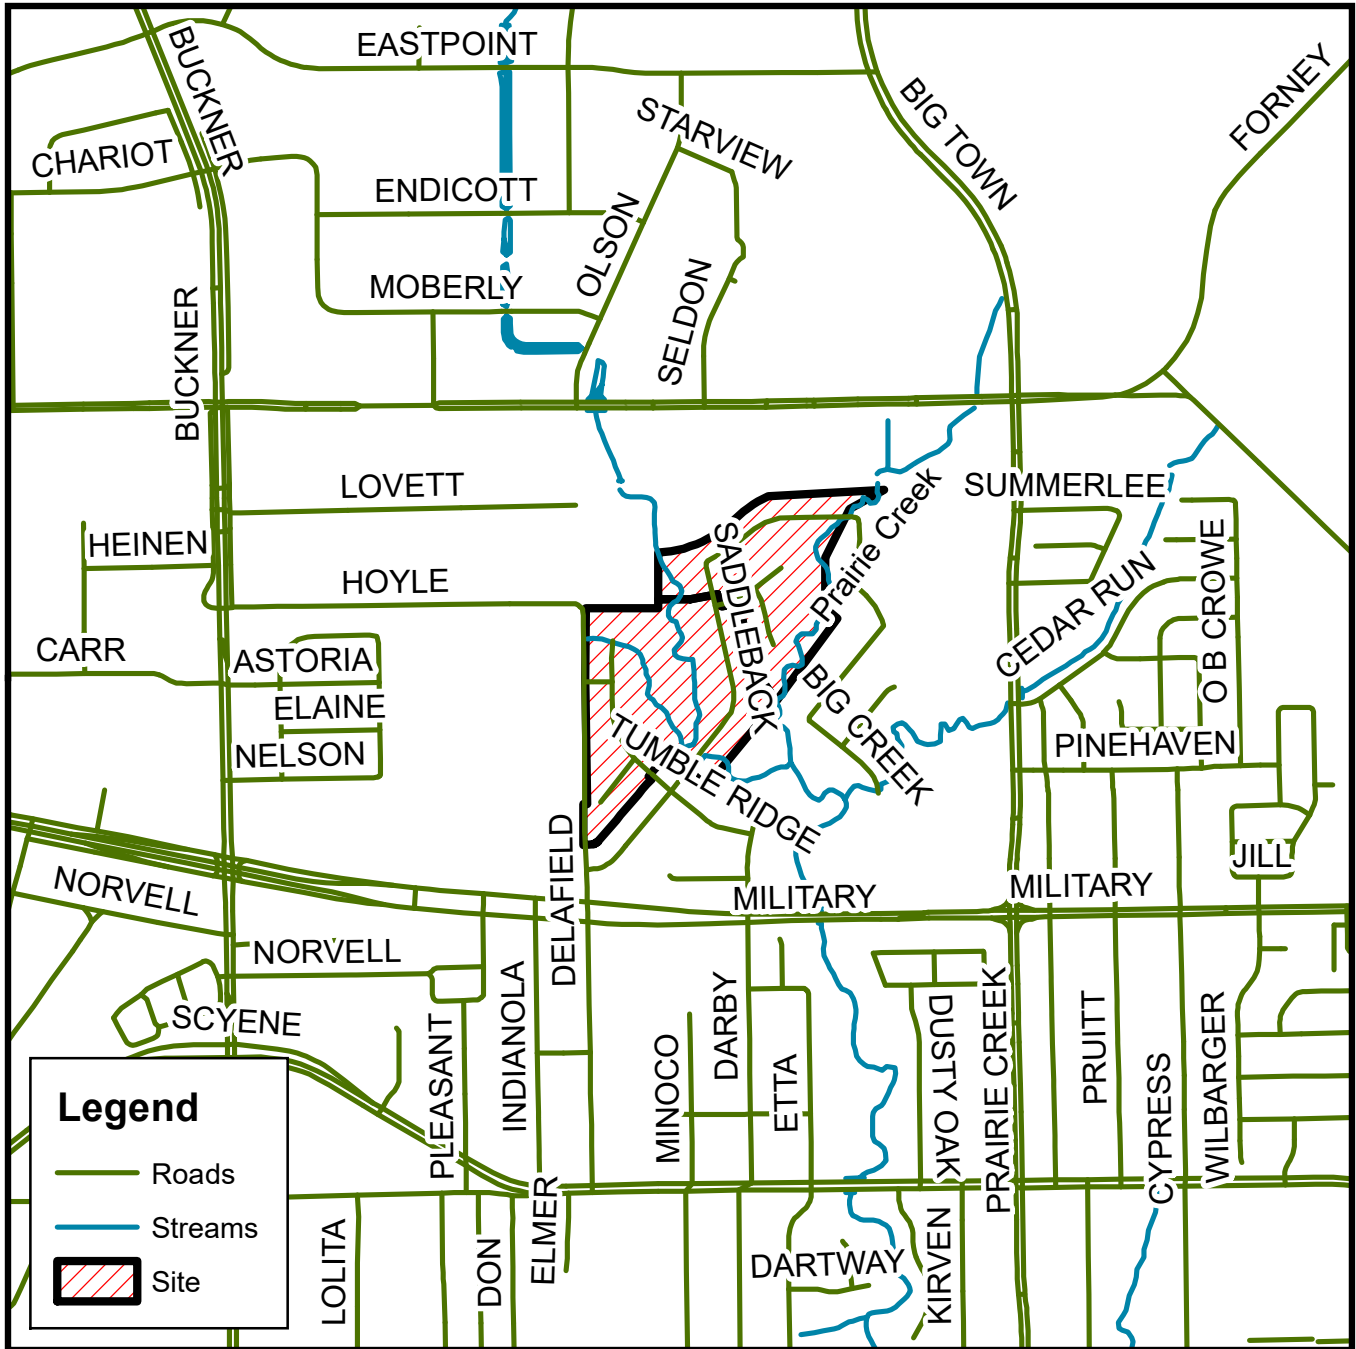 EASTPOINT
BUCKNER
BIG TOWN
FORNEY
STARVIEW
CHARIOT
ENDICOTT
OLSON
MOBERLY
SELDON
BUCKNER
LOVETT
Prairie Creek
SUMMERLEE
HEINEN
SADDLEBACK
O B CROWE
HOYLE
CEDAR RUN
CARR
ASTORIA
ELAINE
BIG CREEK
NELSON
TUMBLE RIDGE
PINEHAVEN
DELAFIELD
JILL
NORVELL
MILITARY
MILITARY
NORVELL
SCYENE
INDIANOLA
DARBY
DUSTY OAK
PRAIRIE CREEK
PRUITT
WILBARGER
PLEASANT
MINOCO
ETTA
CYPRESS
Legend
Roads
Streams
Site
ELMER
LOLITA
DON
DARTWAY
NEVKIRK